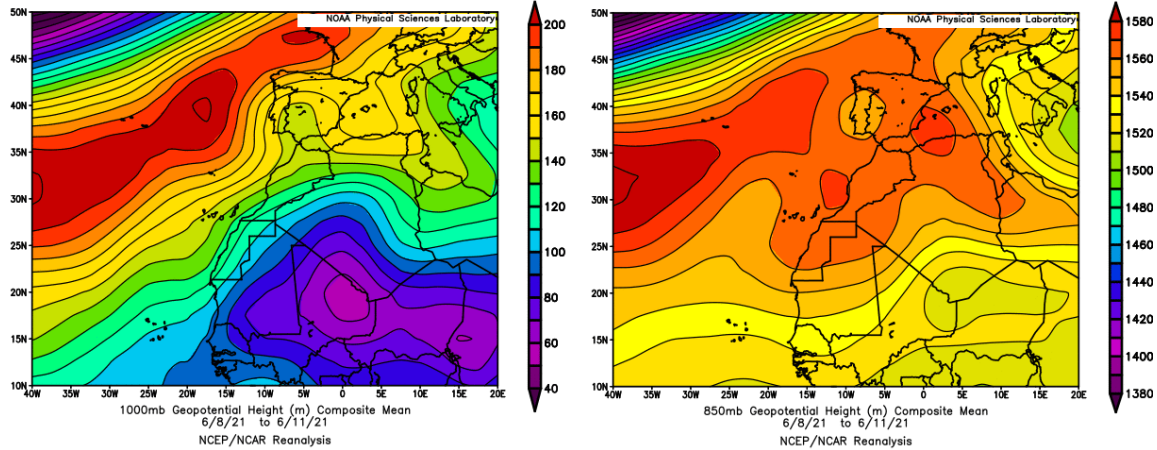 NOAA Physical Sciences Laboratory
50N
45N
40N
35N
30N
25N
20N
15N
10N
40W 35W 30W 25W 20W 15W 10W 5W 0 5E 10E 15E 20E
200
180
160
140
120
100
80
60
40
1000mb Geopotential Height (m) Composite Mean
6/8/21 to 6/11/21
NCEP/NCAR Reanalysis
NOAA Physical Sciences Laboratory
50N
45N
40N
35N
30N
25N
20N
15N
10N
40W 35W 30W 25W 20W 15W 10W 5W 0 5E 10E 15E 20E
1580
1560
1540
1520
1500
1480
1460
1440
1420
1400
1380
850mb Geopotential Height (m) Composite Mean
6/8/21 to 6/11/21
NCEP/NCAR Reanalysis